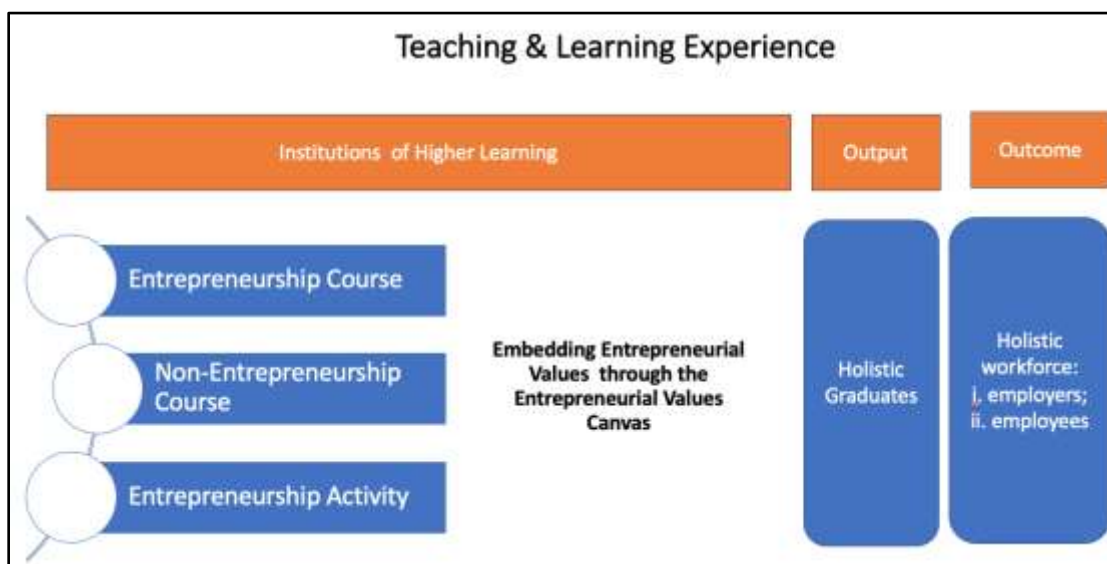 Teaching & Learning Experience
Institutions of Higher Learning
Output
Outcome
Entrepreneurship Course
Non-Entrepreneurship
Course
Entrepreneurship Activity
Embedding Entrepreneurial
Values through the
Entrepreneurial Values
Canvas
Holistic
Graduates
Holistic
workforce:
i. employers;
ii. employees